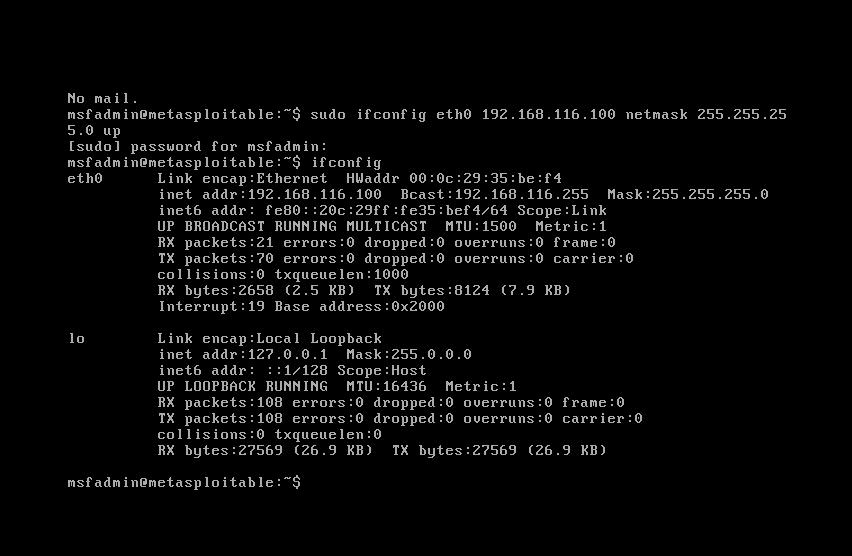 No mail.
msfadmin@metasploitable:~$ sudo ifconfig eth0 192.168.116.100 netmask 255.255.25
5.0 up
[sudo] password for msfadmin:
msfadmin@metasploitable:~$ ifconfig
eth0      Link encap:Ethernet  HWaddr 00:0c:29:35:be:f4
          inet addr:192.168.116.100  Bcast:192.168.116.255  Mask:255.255.255.0
          inet6 addr: fe80::20c:29ff:fe35:bef4/64 Scope:Link
          UP BROADCAST RUNNING MULTICAST  MTU:1500  Metric:1
          RX packets:21 errors:0 dropped:0 overruns:0 frame:0
          TX packets:70 errors:0 dropped:0 overruns:0 carrier:0
          collisions:0 txqueuelen:1000
          RX bytes:2658 (2.5 KB)  TX bytes:8124 (7.9 KB)
          Interrupt:19 Base address:0x2000
lo        Link encap:Local Loopback
          inet addr:127.0.0.1  Mask:255.0.0.0
          inet6 addr: ::1/128 Scope:Host
          UP LOOPBACK RUNNING  MTU:16436  Metric:1
          RX packets:108 errors:0 dropped:0 overruns:0 frame:0
          TX packets:108 errors:0 dropped:0 overruns:0 carrier:0
          collisions:0 txqueuelen:0
          RX bytes:27569 (26.9 KB)  TX bytes:27569 (26.9 KB)
msfadmin@metasploitable:~$